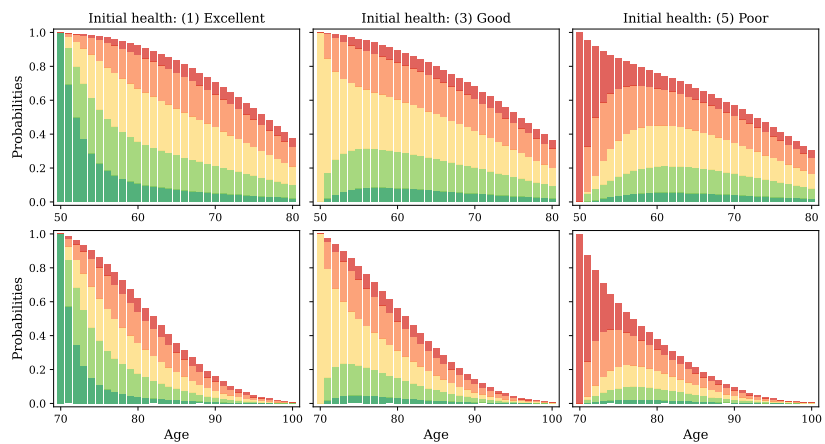 Initial health: (1) Excellent
Initial health: (3) Good
Initial health: (5) Poor
Probabilities
1.0
0.8
0.6
0.4
0.2
0.0
50 60 70 80
50 60 70 80
50 60 70 80
Probabilities
1.0
0.8
0.6
0.4
0.2
0.0
70 80 90 100
70 80 90 100
70 80 90 100
Age
Age
Age